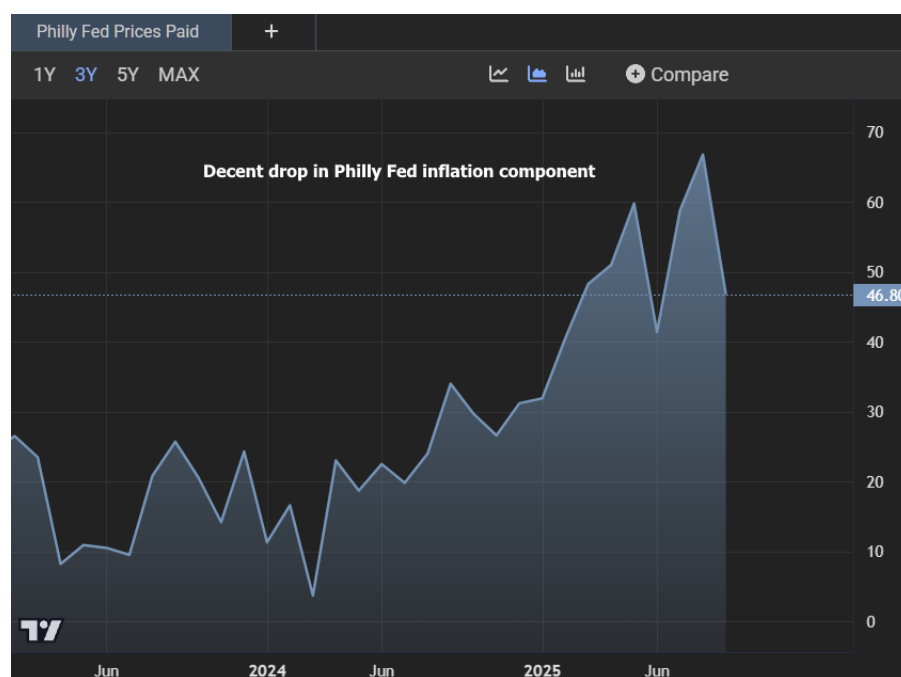 Philly Fed Prices Paid +
1Y 3Y 5Y MAX Compare
70
Decent drop in Philly Fed inflation component
60
50
46.80
40
30
20
10
0
Jun 2024 Jun 2025 Jun